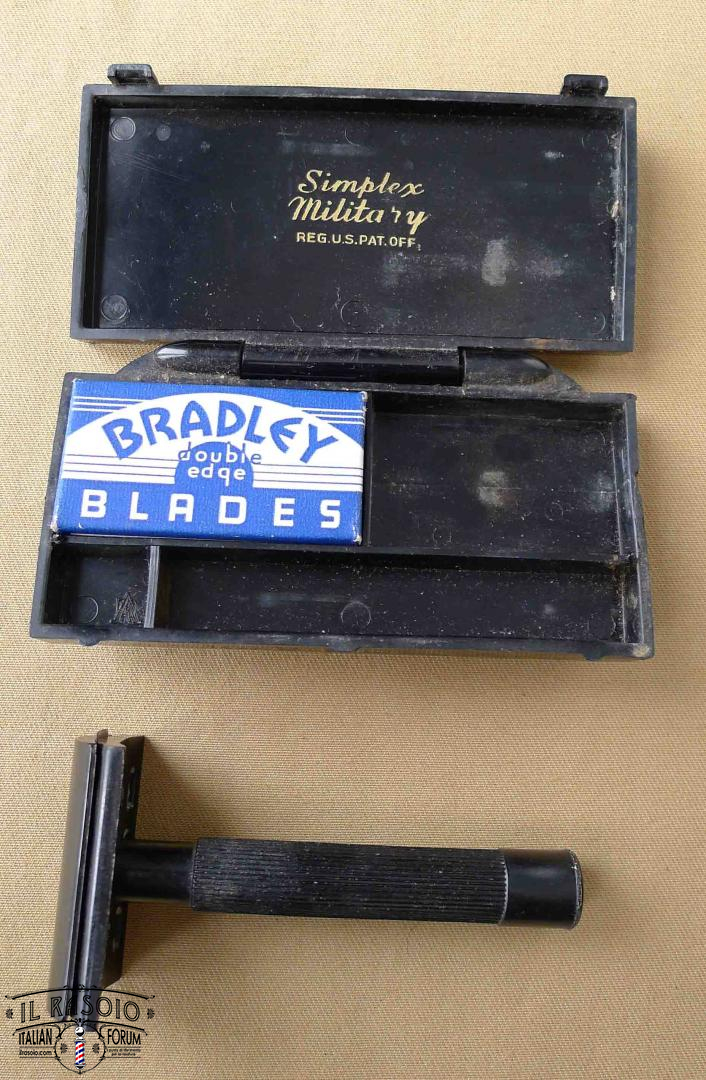 Simplex
Military
REG.U.S.PAT.OFF.
BRADLEY
double
edge
BLADES
IL RASOIO
ITALIAN FORUM
ilrasoio.com